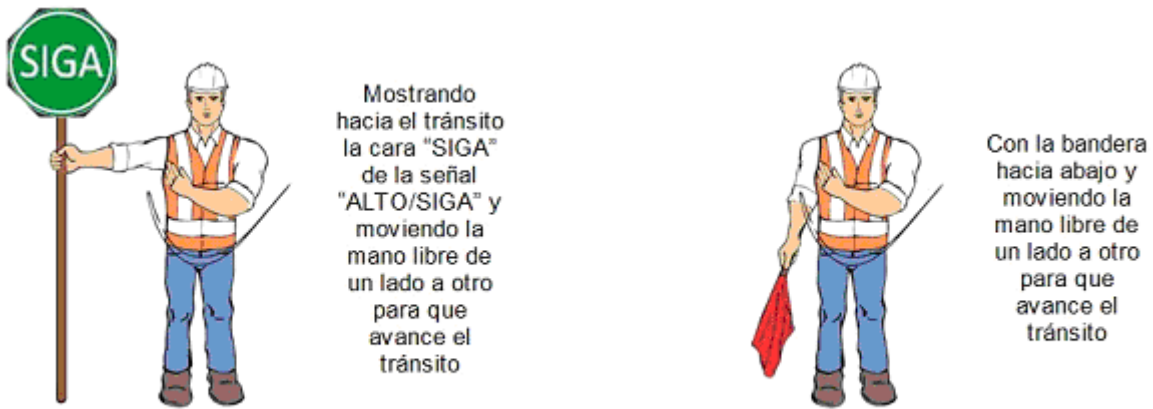 SIGA
Mostrando
hacia el tránsito
la cara "SIGA"
de la señal
"ALTO/SIGA" y
moviendo la
mano libre de
un lado a otro
para que
avance el
tránsito
Con la bandera
hacia abajo y
moviendo la
mano libre de
un lado a otro
para que
avance el
tránsito